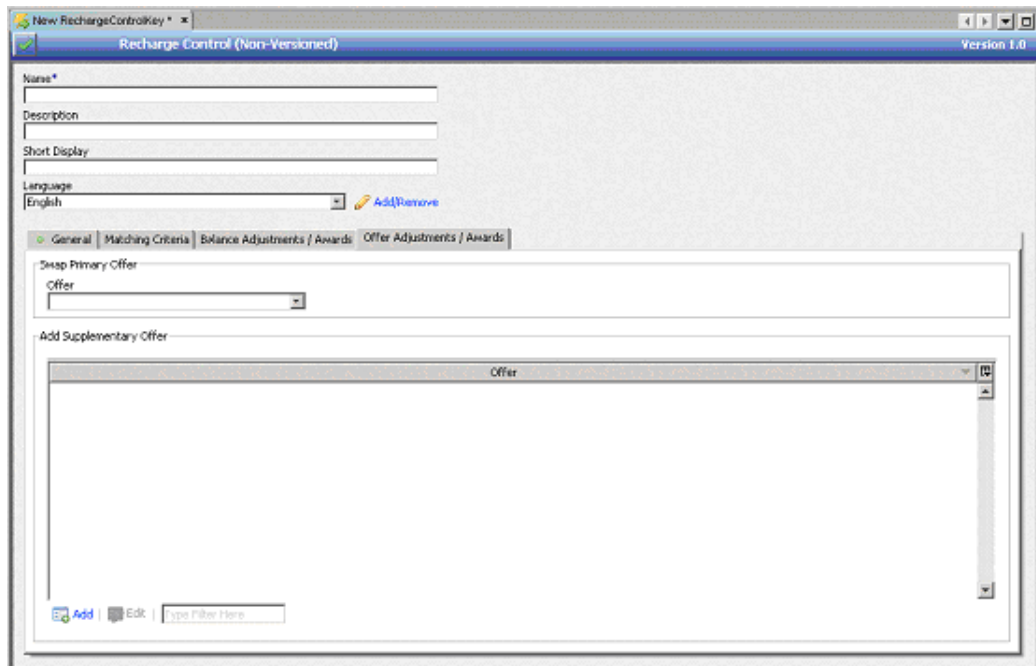 New RechargeControlKey *
Recharge Control (Non-Versioned) Version 1.0
Name*
Description
Short Display
Language
English Add/Remove
General Matching Criteria Balance Adjustments / Awards Offer Adjustments / Awards
Swap Primary Offer
Offer
Add Supplementary Offer
Offer
Add | Edit | Type Filter Here